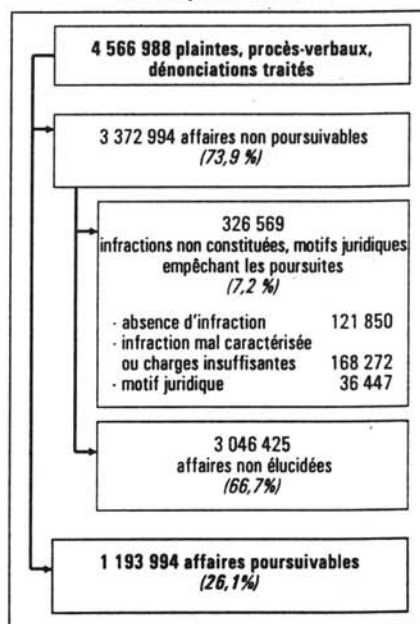 4 566 988 plaintes, procès-verbaux,
dénonciations traités
3 372 994 affaires non poursuivables
(73,9 %)
326 569
infractions non constituées, motifs juridiques
empêchant les poursuites
(7,2 %)
· absence d'infraction 121 850
· infraction mal caractérisée
ou charges insuffisantes 168 272
· motif juridique 36 447
3 046 425
affaires non élucidées
(66,7%)
1 193 994 affaires poursuivables
(26,1%)